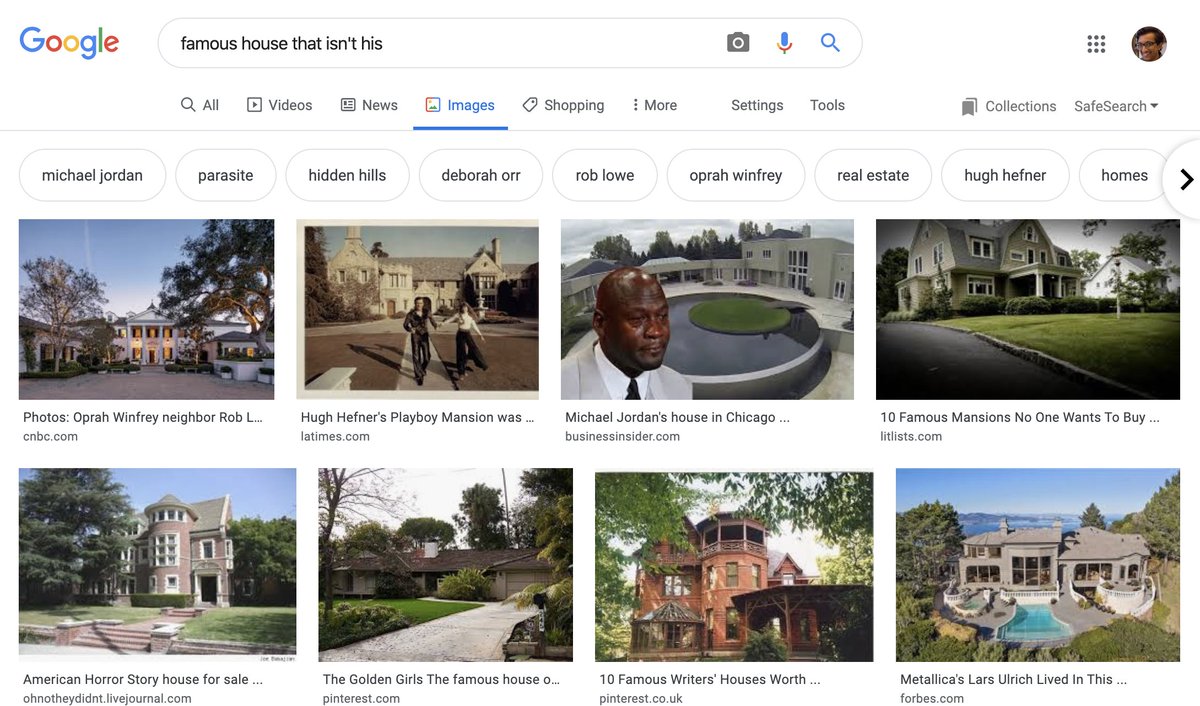 Google
famous house that isn't his
All Videos News Images Shopping More Settings Tools Collections SafeSearch
michael jordan parasite hidden hills deborah orr rob lowe oprah winfrey real estate hugh hefner homes
Photos: Oprah Winfrey neighbor Rob L...
cnbc.com
Hugh Hefner's Playboy Mansion was ...
latimes.com
Michael Jordan's house in Chicago ...
businessinsider.com
10 Famous Mansions No One Wants To Buy ...
litlists.com
American Horror Story house for sale ...
ohnotheydidnt.livejournal.com
The Golden Girls The famous house o...
pinterest.com
10 Famous Writers' Houses Worth ...
pinterest.co.uk
Metallica's Lars Ulrich Lived In This ...
forbes.com